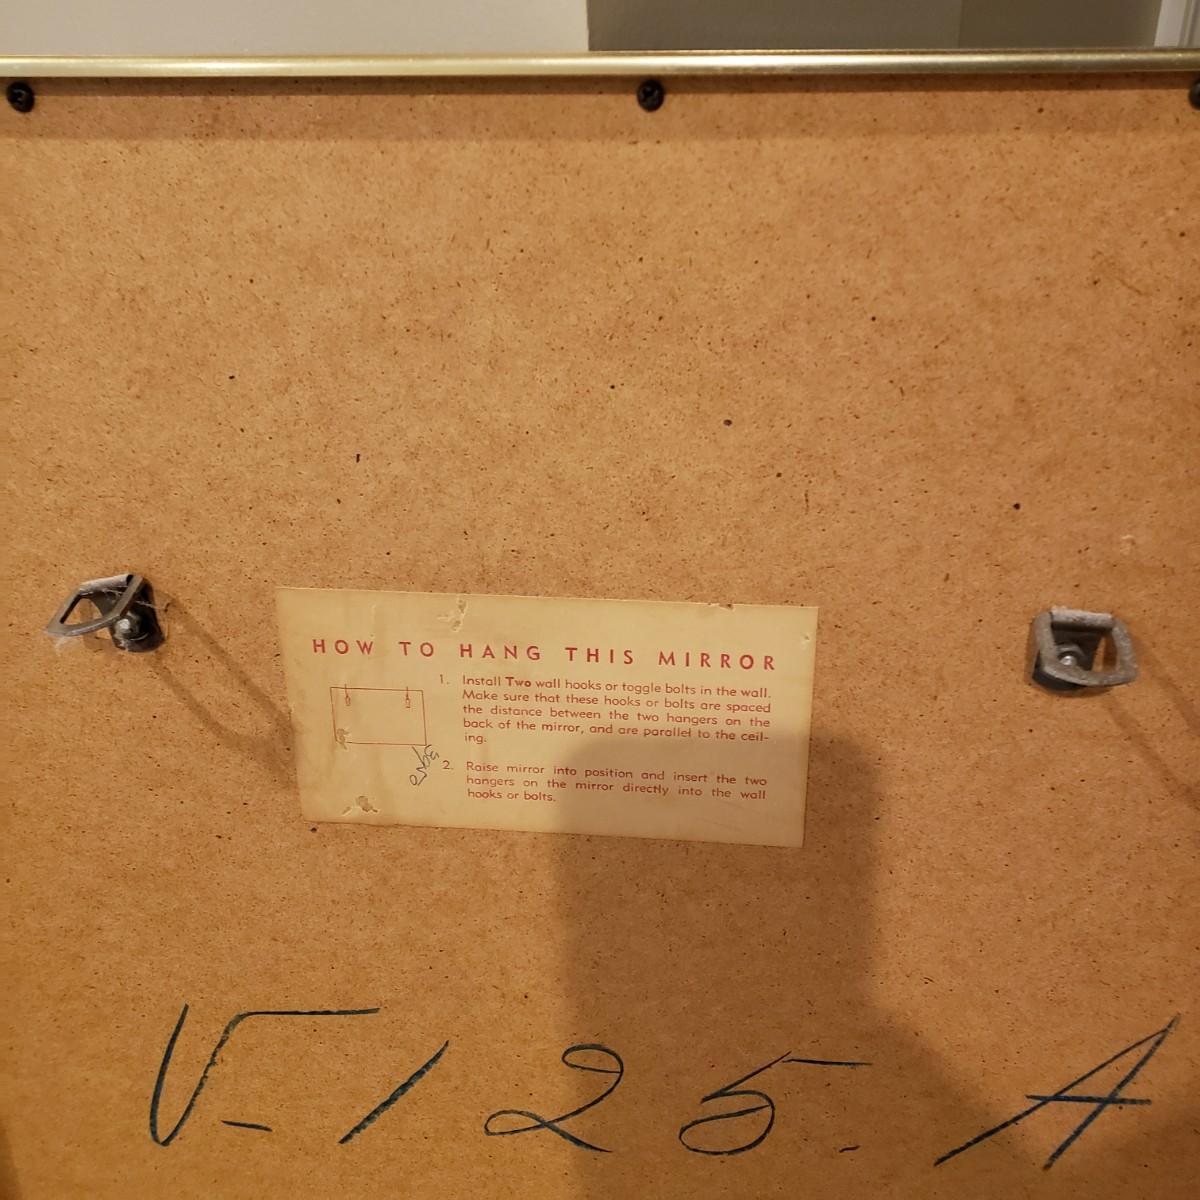 HOW TO HANG THIS MIRROR
1. Install Two wall hooks or toggle bolts in the wall.
Make sure that these hooks or bolts are spaced
the distance between the two hangers on the
back of the mirror, and are parallel to the ceil-
ing.
2. Raise mirror into position and insert the two
hangers on the mirror directly into the wall
hooks or bolts.
V-125-A